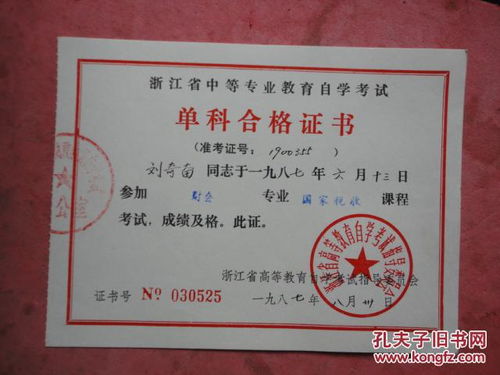 浙江省中等专业教育自学考试
单科合格证书
（准考证号：1900355）
刘奇苗 同志于一九八七年六月十三日
参加 财会 专业 国家税收 课程
考试，成绩及格。此证。
浙江省高等教育自学考试指导委员会
证书号 Nº 030525
一九八七年八月卅日
公室
孔夫子旧书网
www.kongfz.com